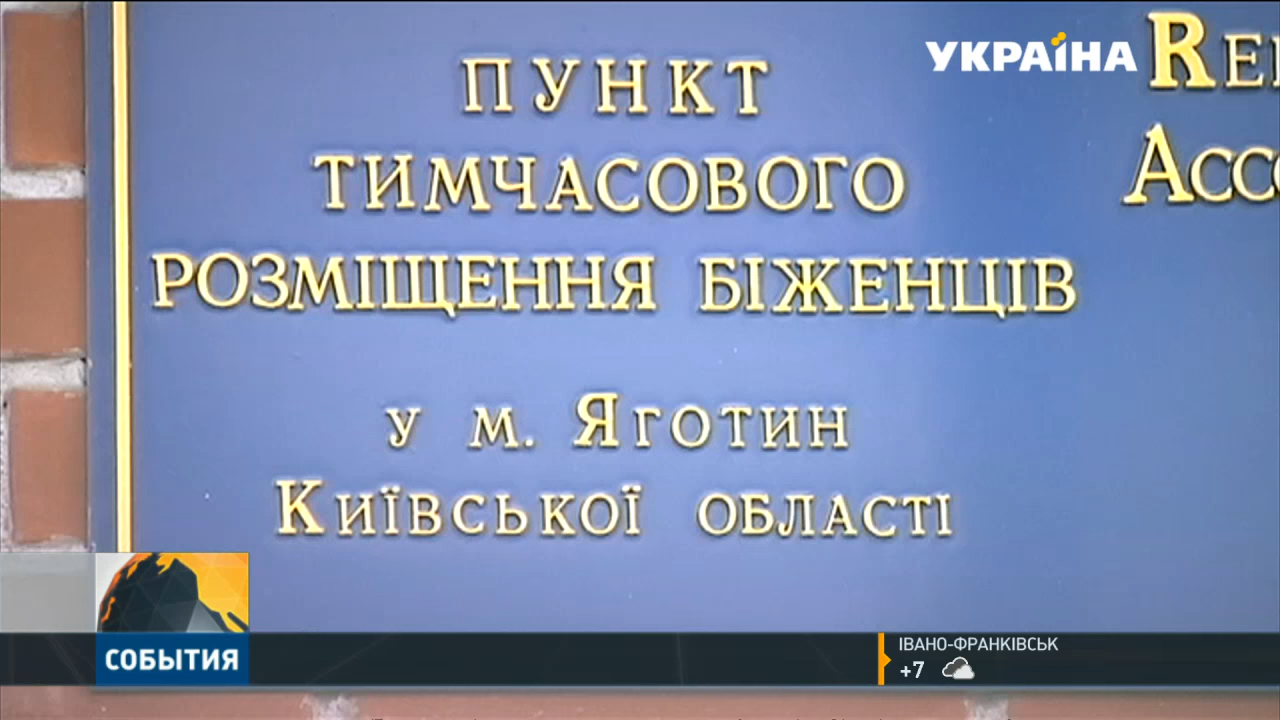 ПУНКТ
ТИМЧАСОВОГО
РОЗМІЩЕННЯ БІЖЕНЦІВ
у м. Яготин
Київської області
УКРАЇНА
СОБЫТИЯ
ІВАНО-ФРАНКІВСЬК
+7